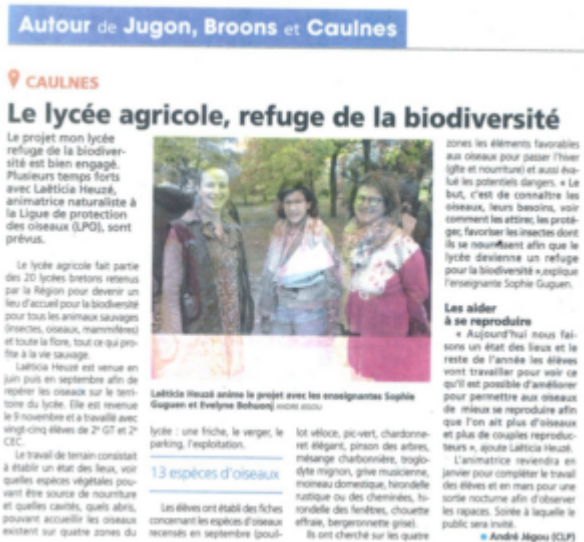 Autour de Jugon, Broons et Caulnes
CAULNES
Le lycée agricole, refuge de la biodiversité
Le projet mon lycée
refuge de la biodiver-
sité est bien engagé.
Plusieurs temps forts
avec Laëticia Heuzé,
animatrice naturaliste à
la Ligue de protection
des oiseaux (LPO), sont
prévus.
Le lycée agricole fait partie
des 20 lycées bretons retenus
par la Région pour devenir un
lieu d'accueil pour la biodiversité
pour tous les animaux sauvages
(insectes, oiseaux, mammifères)
et toute la flore, tout ce qui pro-
fite à la vie sauvage.
Laëticia Heuzé est venue en
juin puis en septembre afin de
repérer les oiseaux sur le terri-
toire du lycée. Elle est revenue
le 9 novembre et a travaillé avec
vingt-cinq élèves de 2e GT et 2e
CEC.
Le travail de terrain consistait
à établir un état des lieux, voir
quelles espèces végétales pou-
vant être source de nourriture
et quelles cavités, quels abris,
pouvant accueillir les oiseaux
existent sur quatre zones du
Laëticia Heuzé anime le projet avec les enseignantes Sophie
Guguen et Evelyne Bohuonj ANDRE JEGOU
lycée : une friche, le verger, le
parking, l'exploitation.
13 espèces d'oiseaux
Les élèves ont établi des fiches
concernant les espèces d'oiseaux
recensés en septembre (pouil-
lot véloce, pic-vert, chardonne-
ret élégant, pinson des arbres,
mésange charbonnière, troglo-
dyte mignon, grive musicienne,
moineau domestique, hirondelle
rustique ou des cheminées, hi-
rondelle des fenêtres, chouette
effraie, bergeronnette grise).
Ils ont cherché sur les quatre
zones les éléments favorables
aux oiseaux pour passer l'hiver
(gîte et nourriture) et aussi éva-
lué les potentiels dangers. « Le
but, c'est de connaître les
oiseaux, leurs besoins, voir
comment les attirer, les proté-
ger, favoriser les insectes dont
ils se nourrissent afin que le
lycée devienne un refuge
pour la biodiversité »,explique
l'enseignante Sophie Guguen.
Les aider
à se reproduire
« Aujourd'hui nous fai-
sons un état des lieux et le
reste de l'année les élèves
vont travailler pour voir ce
qu'il est possible d'améliorer
pour permettre aux oiseaux
de mieux se reproduire afin
que l'on ait plus d'oiseaux
et plus de couples reproduc-
teurs », ajoute Laëticia Heuzé.
L'animatrice reviendra en
janvier pour compléter le travail
des élèves et en mars pour une
sortie nocturne afin d'observer
les rapaces. Soirée à laquelle le
public sera invité.
André Jégou (CLP)